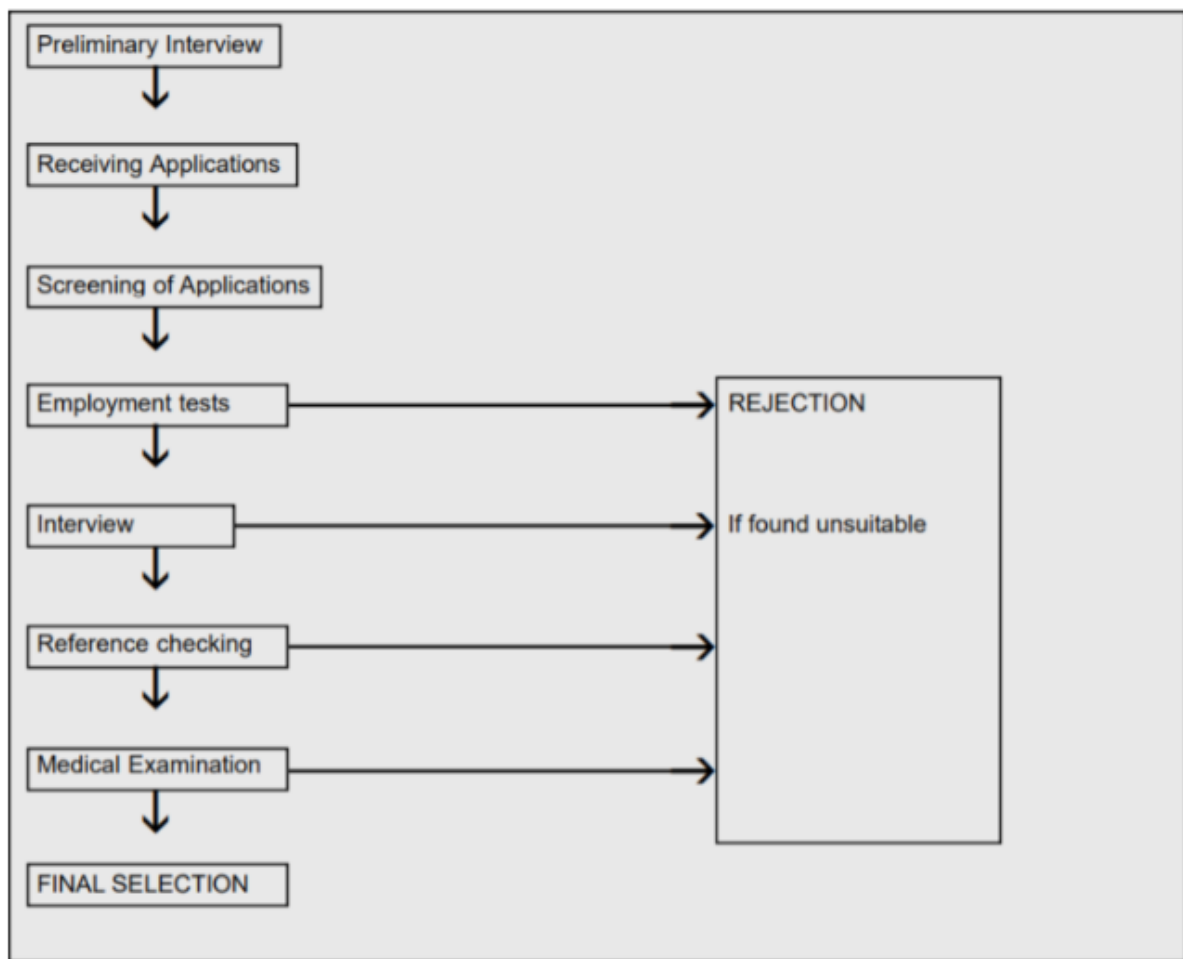 Preliminary Interview
Receiving Applications
Screening of Applications
Employment tests
REJECTION
Interview
If found unsuitable
Reference checking
Medical Examination
FINAL SELECTION